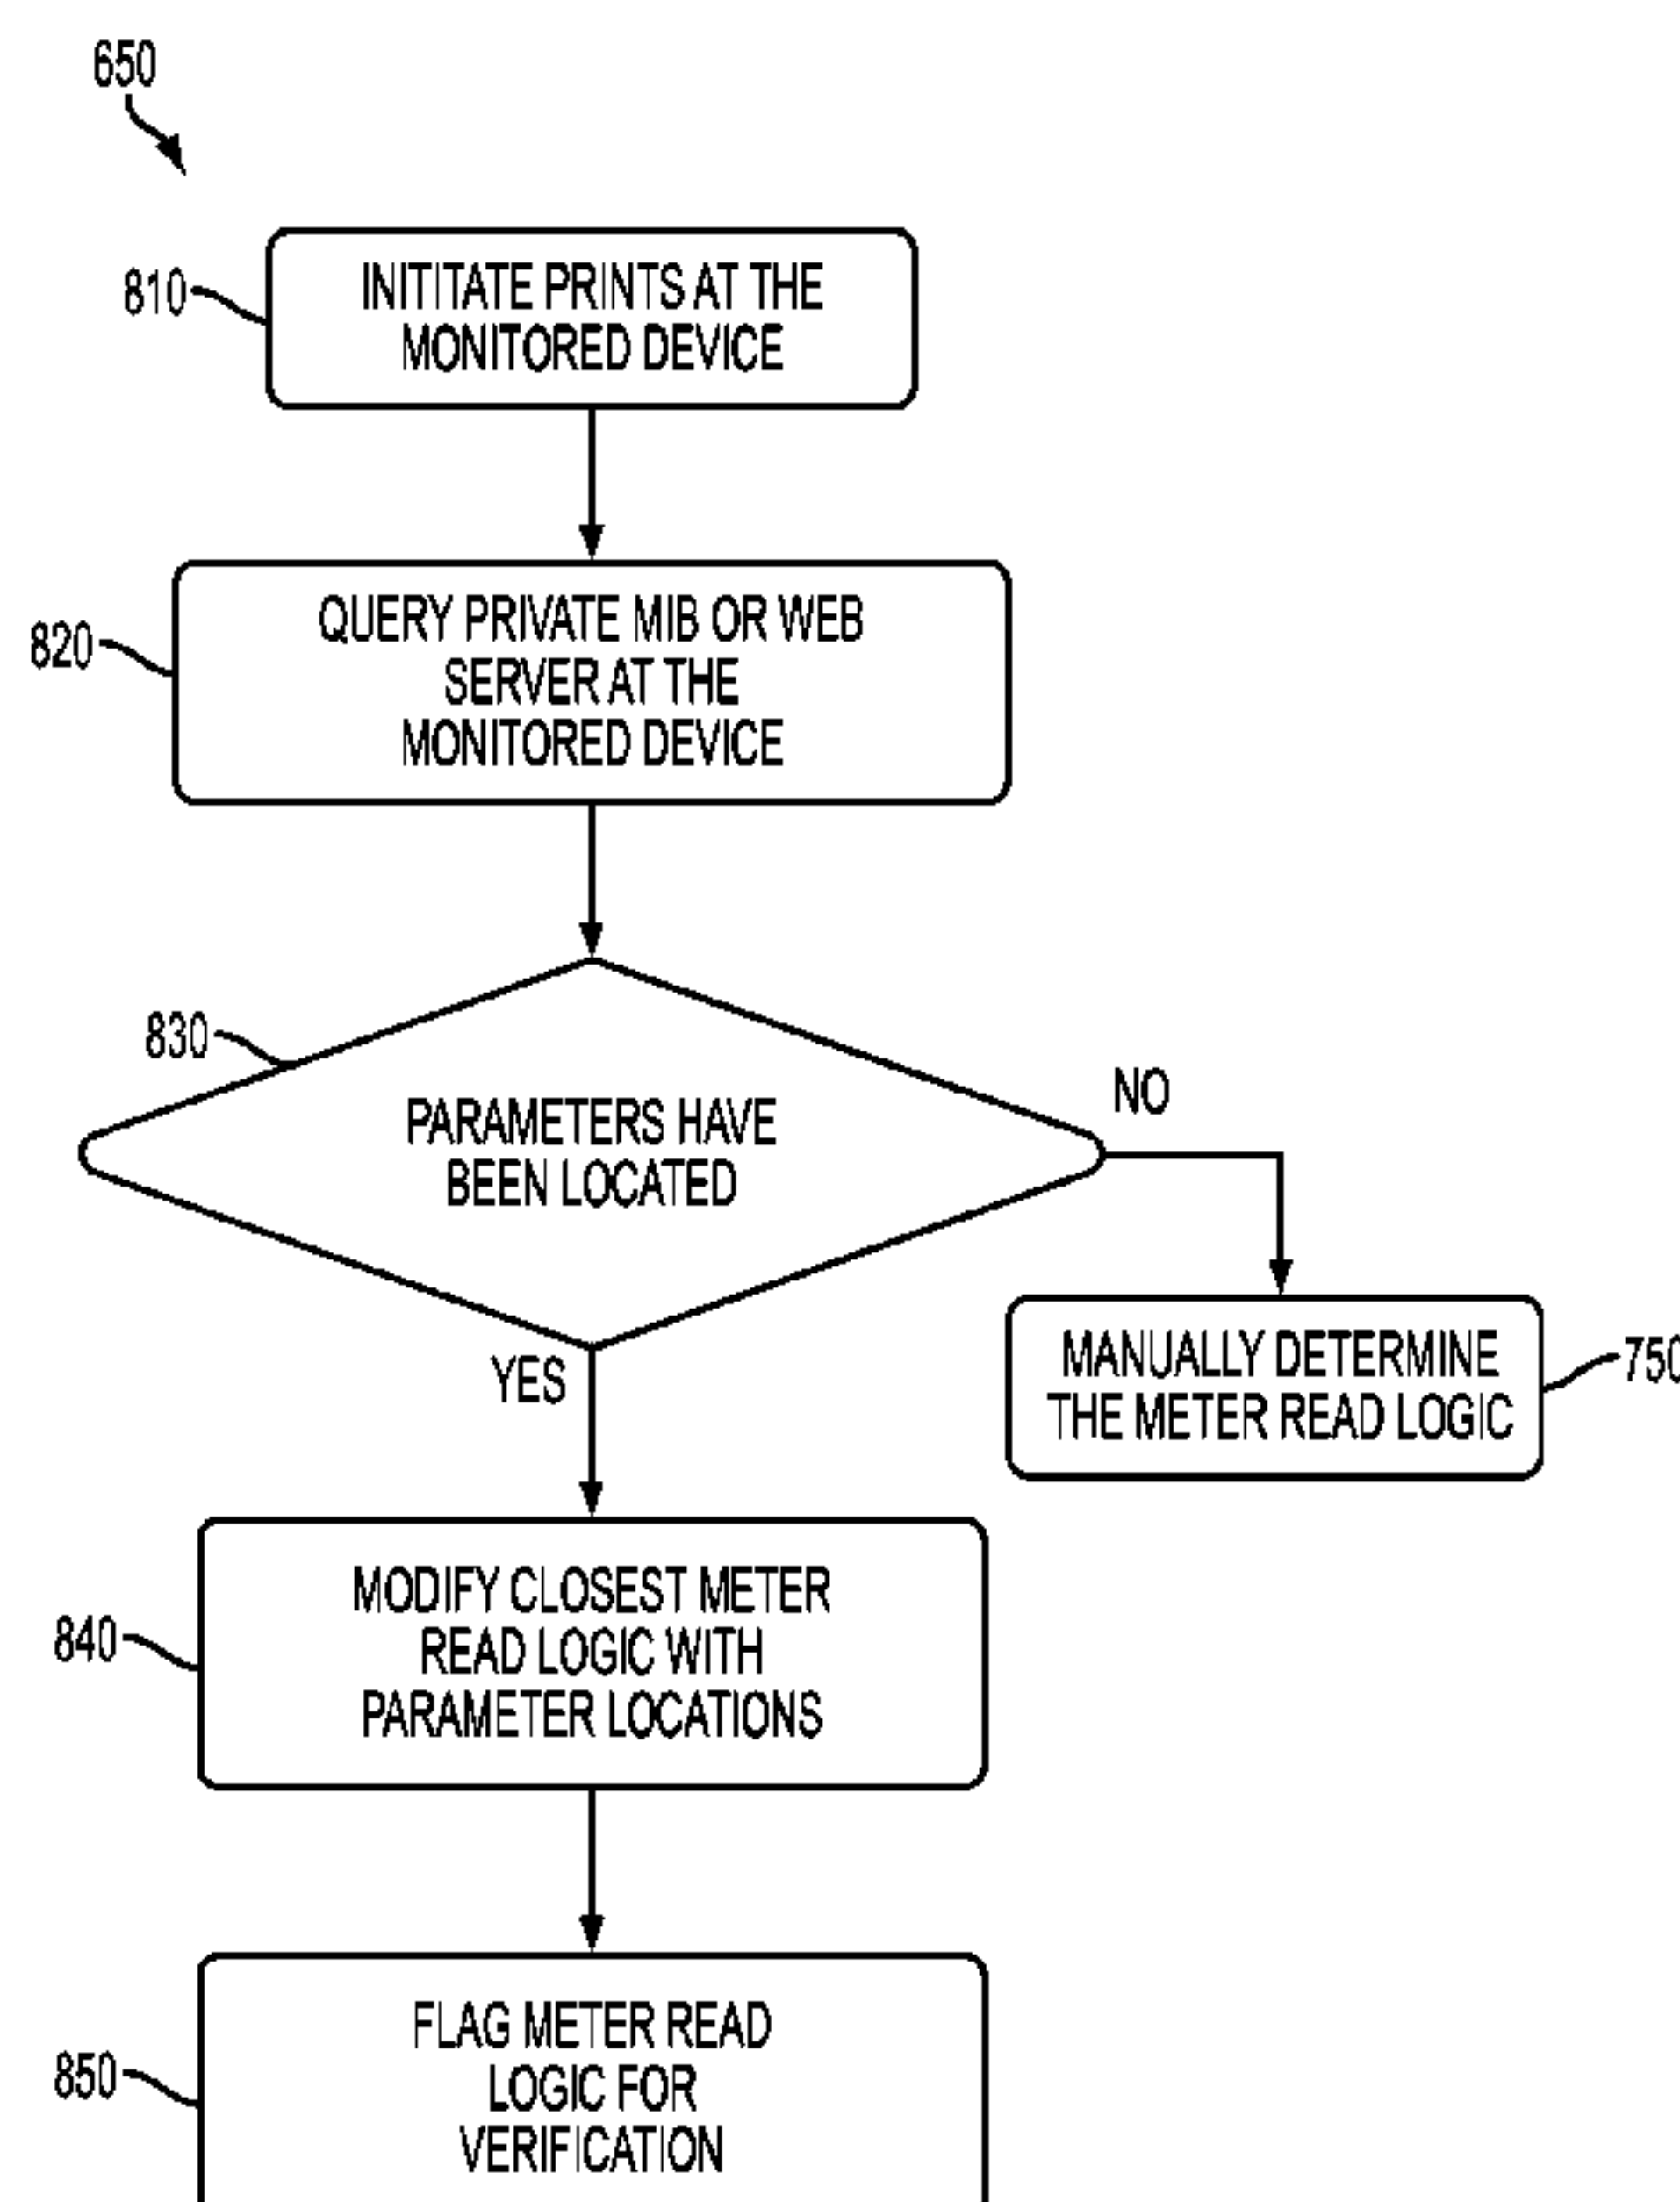 650
810
INITITATE PRINTS AT THE
MONITORED DEVICE
820
QUERY PRIVATE MIB OR WEB
SERVER AT THE
MONITORED DEVICE
830
PARAMETERS HAVE
BEEN LOCATED
NO
YES
MANUALLY DETERMINE
THE METER READ LOGIC
750
840
MODIFY CLOSEST METER
READ LOGIC WITH
PARAMETER LOCATIONS
850
FLAG METER READ
LOGIC FOR
VERIFICATION